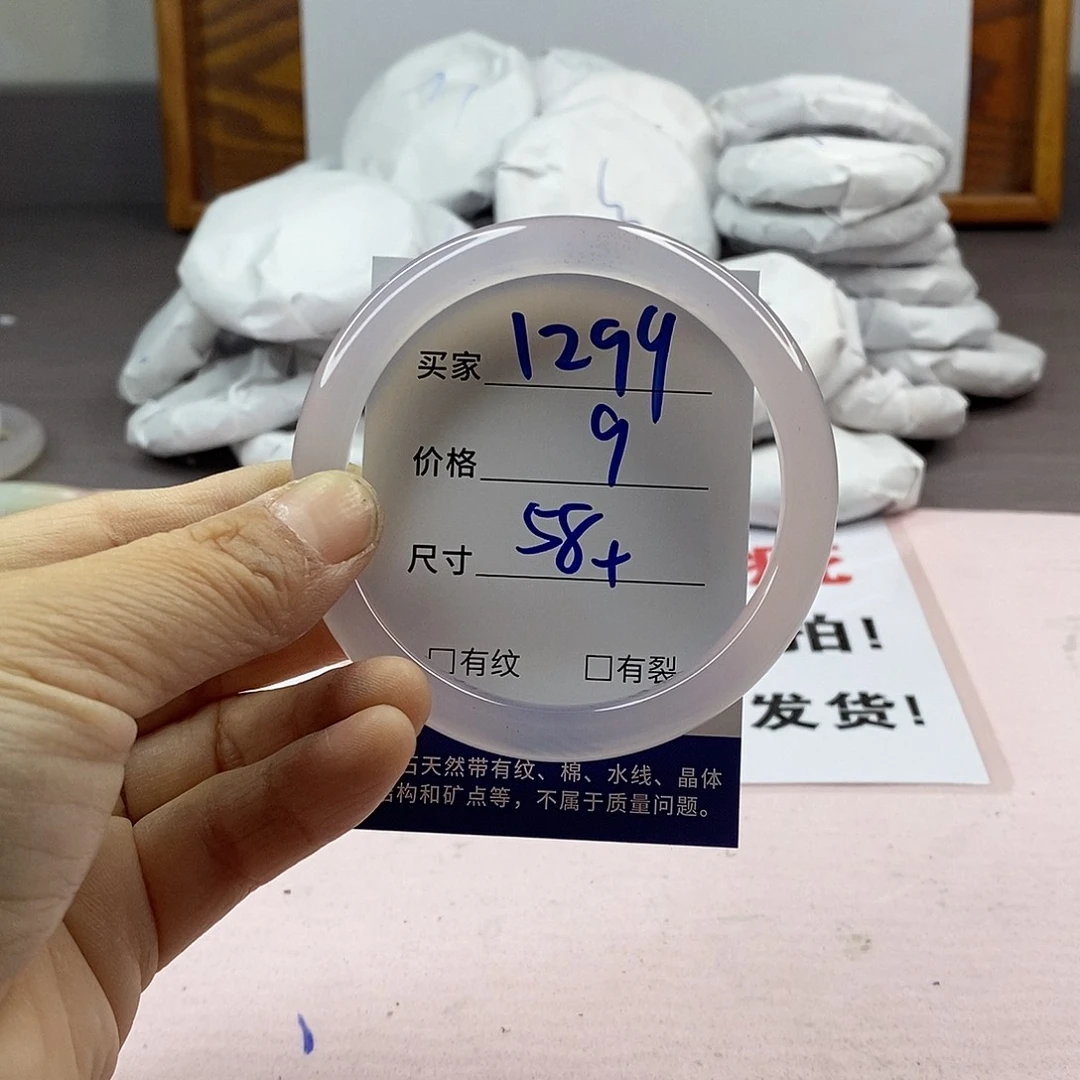 买家 1299
价格 9
尺寸 58+
□有纹 □有裂
石天然带有纹、棉、水线、晶体
结构和矿点等，不属于质量问题。
拍！
发货！